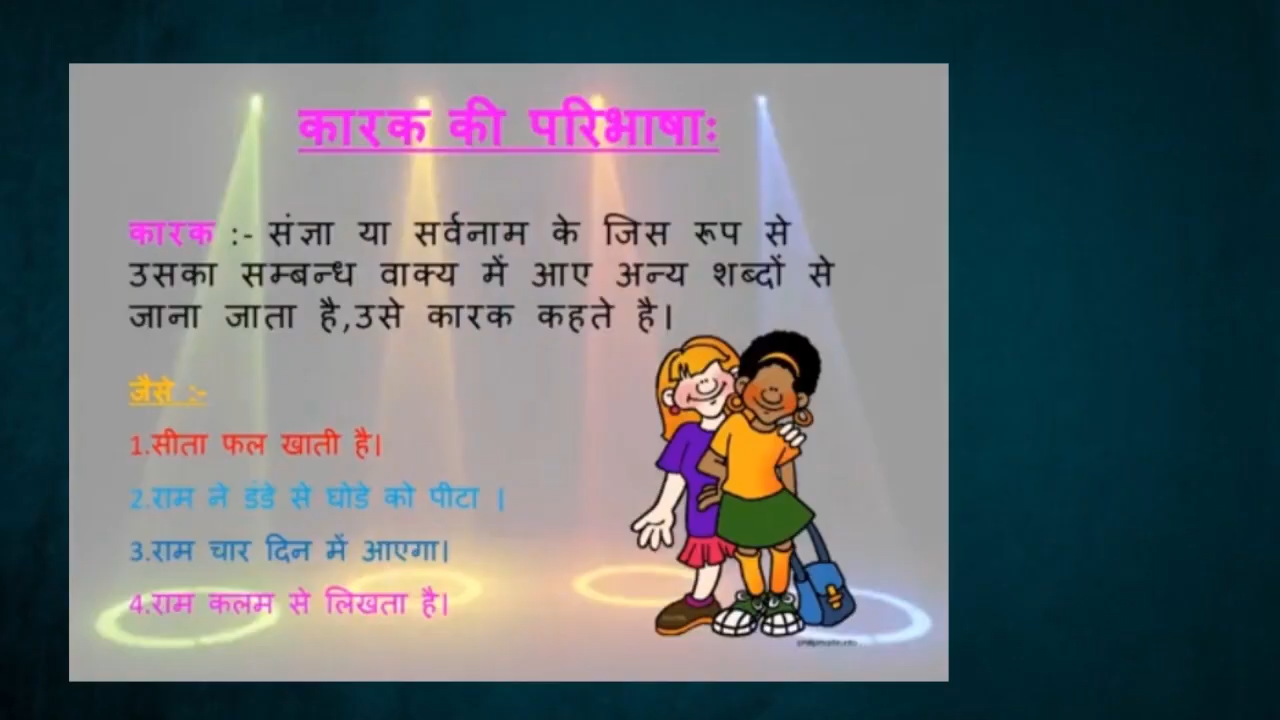 कारक की परिभाषाः
कारक :- संज्ञा या सर्वनाम के जिस रूप से
उसका सम्बन्ध वाक्य में आए अन्य शब्दों से
जाना जाता है,उसे कारक कहते है।
जैसे :-
1.सीता फल खाती है।
2.राम ने डंडे से घोडे को पीटा ।
3.राम चार दिन में आएगा।
4.राम कलम से लिखता है।